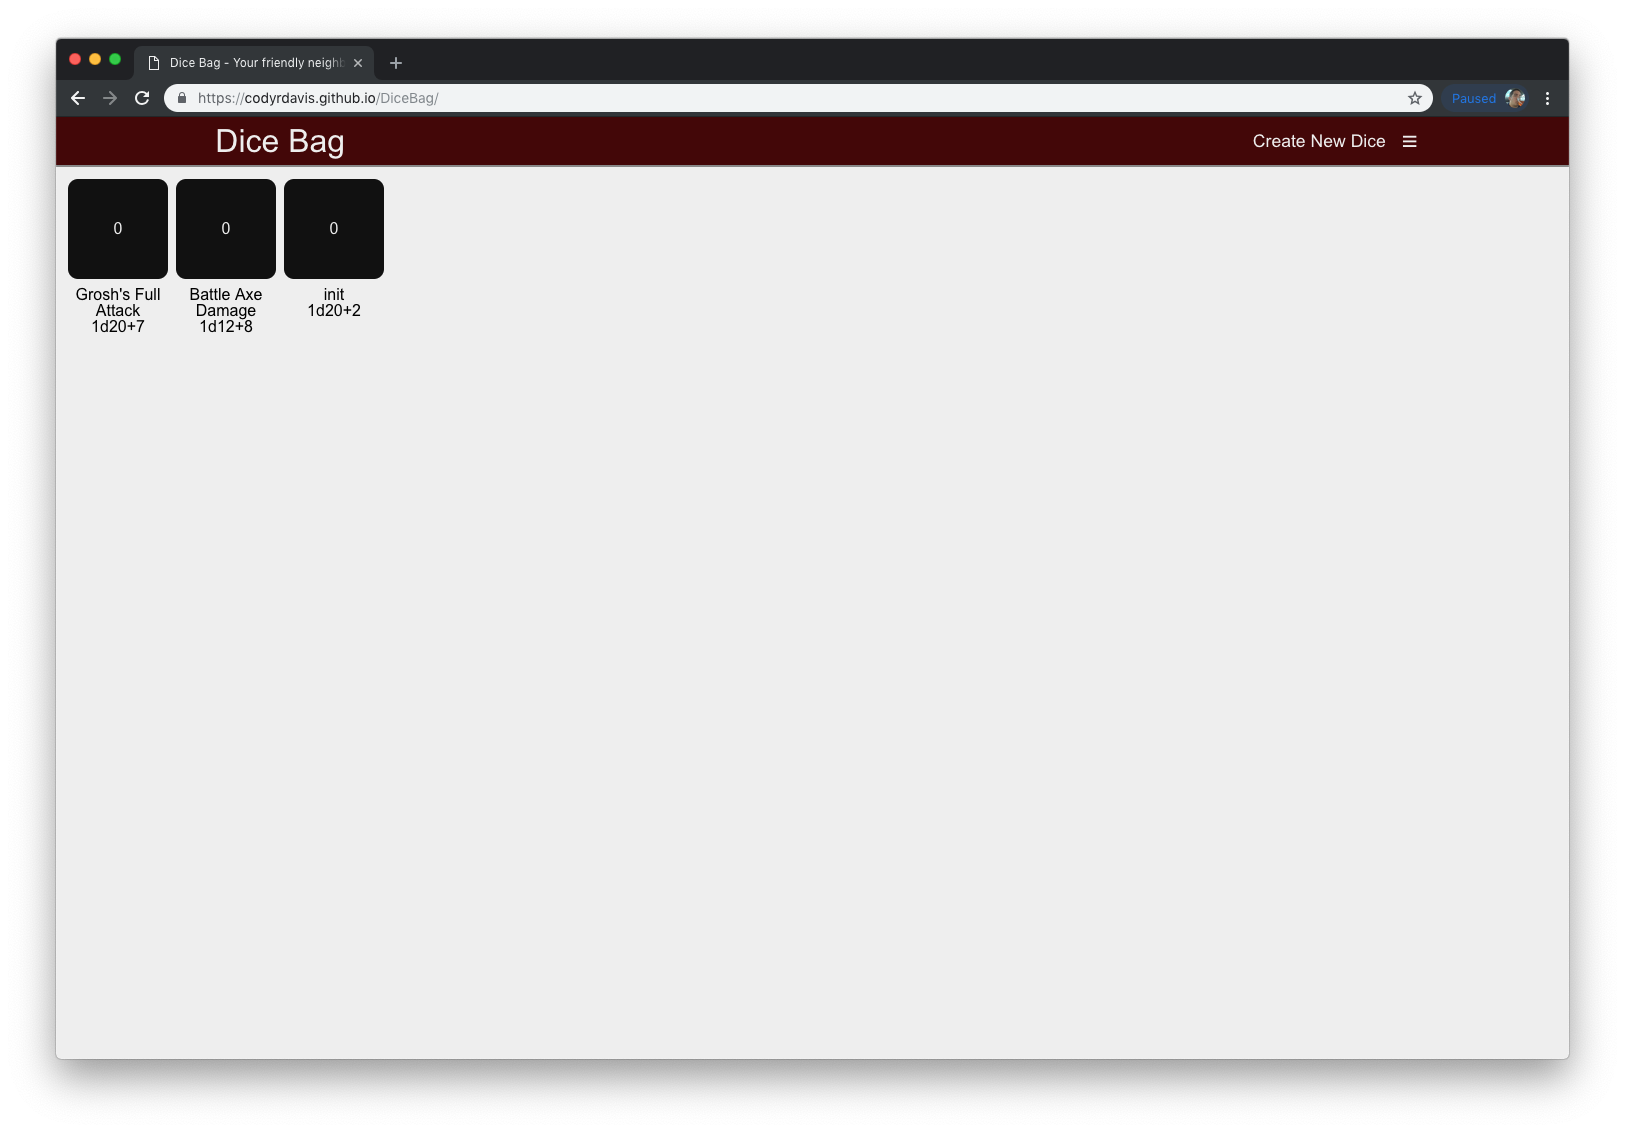 Dice Bag - Your friendly neighb
https://codyrdavis.github.io/DiceBag/
Paused
Dice Bag
Create New Dice
0
0
0
Grosh's Full
Attack
1d20+7
Battle Axe
Damage
1d12+8
init
1d20+2